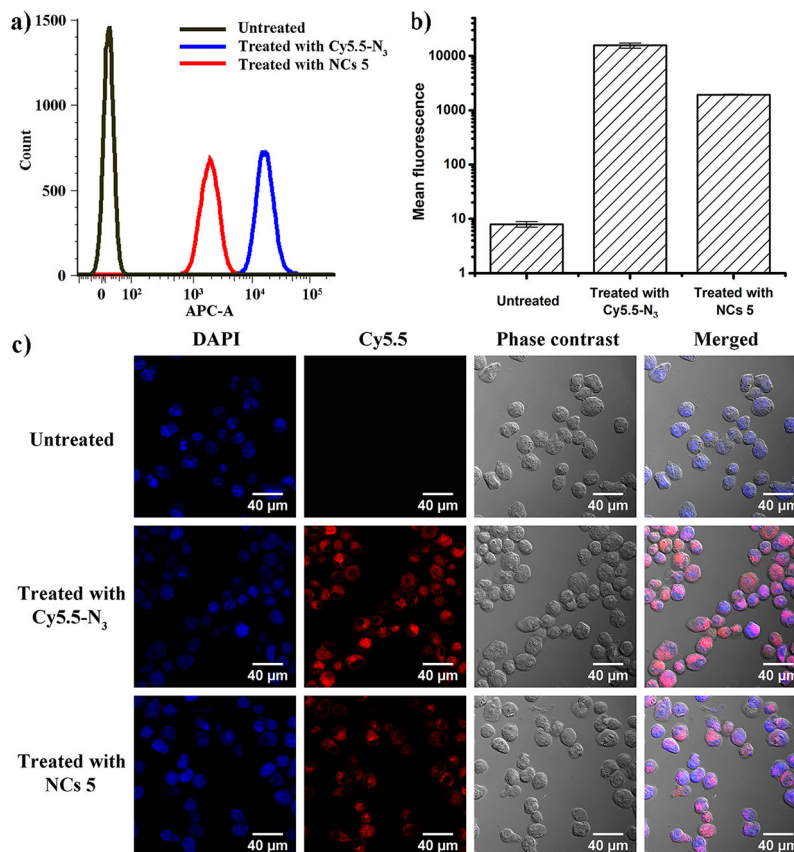 a)
Untreated
Treated with Cy5.5-N₃
Treated with NCs 5
1500
1000
500
0
Count
0 10² 10³ 10⁴ 10⁵
APC-A
b)
10000
1000
100
10
1
Mean fluorescence
Untreated
Treated with
Cy5.5-N₃
Treated with
NCs 5
c)
DAPI Cy5.5 Phase contrast Merged
Untreated
40 μm 40 μm 40 μm 40 μm
Treated with
Cy5.5-N₃
40 μm 40 μm 40 μm 40 μm
Treated with
NCs 5
40 μm 40 μm 40 μm 40 μm